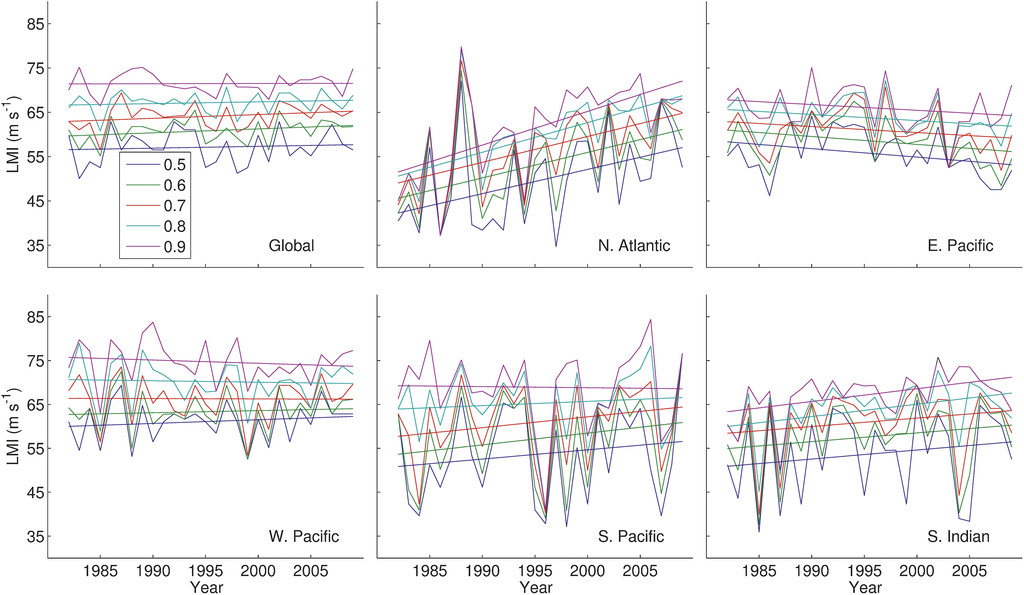 85
75
65
55
45
35
LMI (m s⁻¹)
0.5
0.6
0.7
0.8
0.9
Global
N. Atlantic
E. Pacific
85
75
65
55
45
35
LMI (m s⁻¹)
W. Pacific
S. Pacific
S. Indian
1985 1990 1995 2000 2005
1985 1990 1995 2000 2005
1985 1990 1995 2000 2005
Year
Year
Year